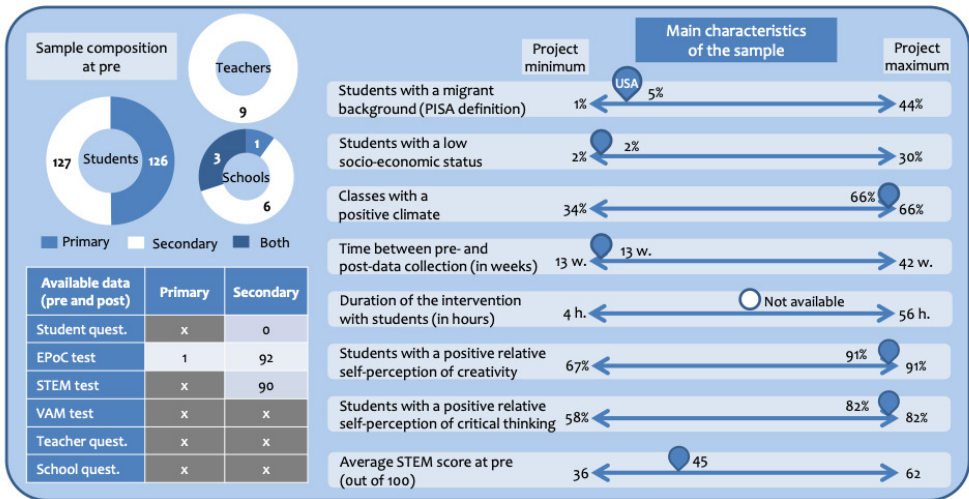 Sample composition
at pre
Teachers
9
127
Students
126
3
1
Schools
6
Primary
Secondary
Both
Available data
(pre and post)
Primary
Secondary
Student quest.
x
0
EPoC test
1
92
STEM test
x
90
VAM test
x
x
Teacher quest.
x
x
School quest.
x
x
Main characteristics
of the sample
Project
minimum
Project
maximum
Students with a migrant
background (PISA definition)
1%
USA
5%
44%
Students with a low
socio-economic status
2%
2%
30%
Classes with a
positive climate
34%
66%
66%
Time between pre- and
post-data collection (in weeks)
13 w.
13 w.
42 w.
Duration of the intervention
with students (in hours)
4 h.
Not available
56 h.
Students with a positive relative
self-perception of creativity
67%
91%
91%
Students with a positive relative
self-perception of critical thinking
58%
82%
82%
Average STEM score at pre
(out of 100)
36
45
62